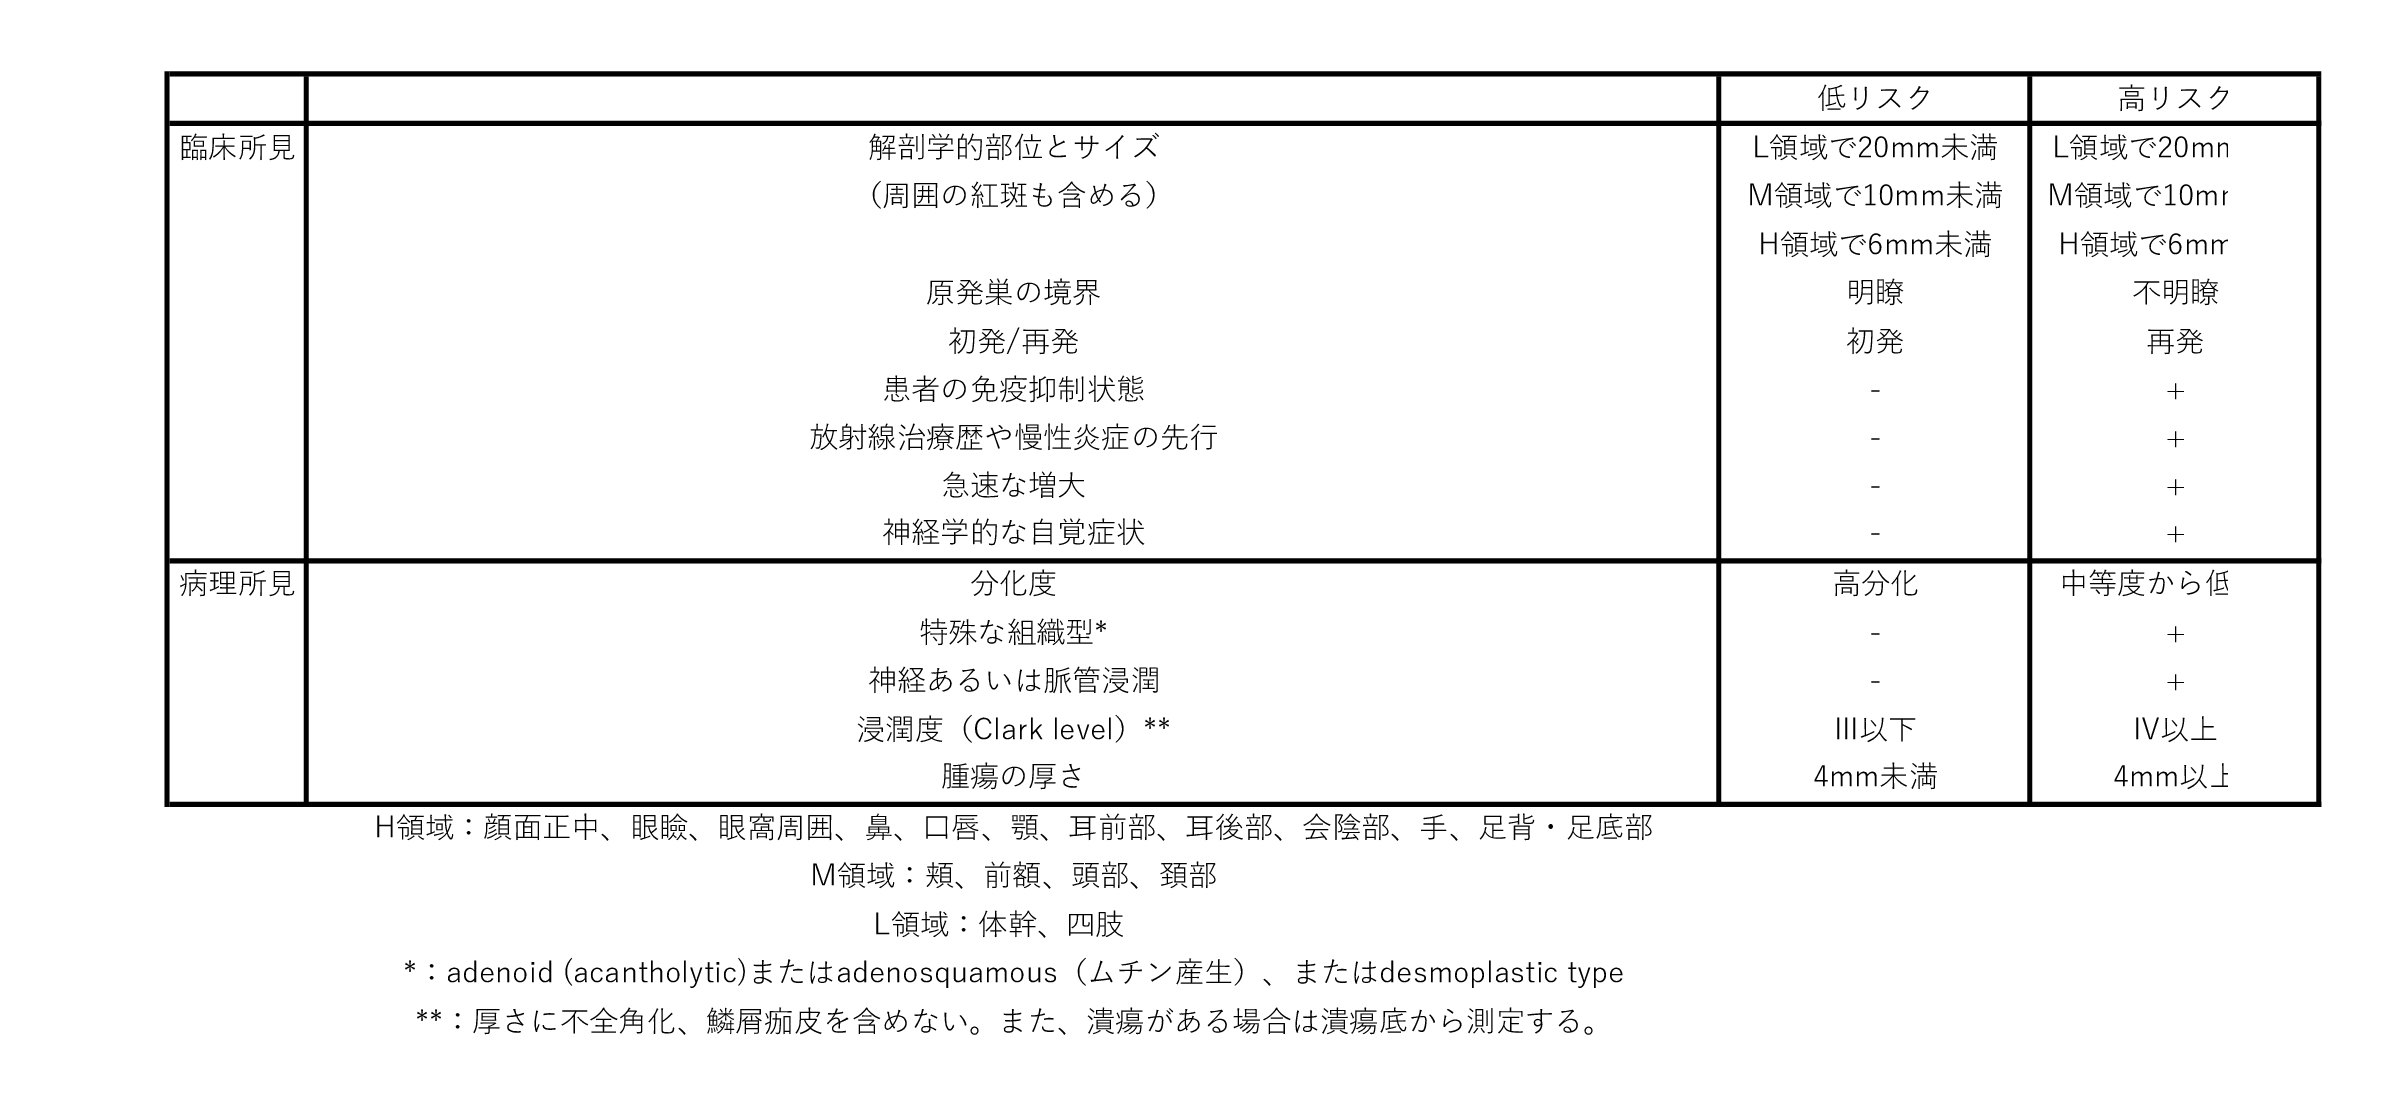 低リスク 高リスク
臨床所見 解剖学的部位とサイズ L領域で20mm未満 L領域で20m
（周囲の紅斑も含める） M領域で10mm未満 M領域で10m
H領域で6mm未満 H領域で6m
原発巣の境界 明瞭 不明瞭
初発/再発 初発 再発
患者の免疫抑制状態 - +
放射線治療歴や慢性炎症の先行 - +
急速な増大 - +
神経学的な自覚症状 - +
病理所見 分化度 高分化 中等度から低
特殊な組織型* - +
神経あるいは脈管浸潤 - +
浸潤度（Clark level）** III以下 IV以上
腫瘍の厚さ 4mm未満 4mm以上
H領域：顔面正中、眼瞼、眼窩周囲、鼻、口唇、顎、耳前部、耳後部、会陰部、手、足背・足底部
M領域：頬、前額、頭部、頚部
L領域：体幹、四肢
*：adenoid (acantholytic)またはadenosquamous（ムチン産生）、またはdesmoplastic type
**：厚さに不全角化、鱗屑痂皮を含めない。また、潰瘍がある場合は潰瘍底から測定する。